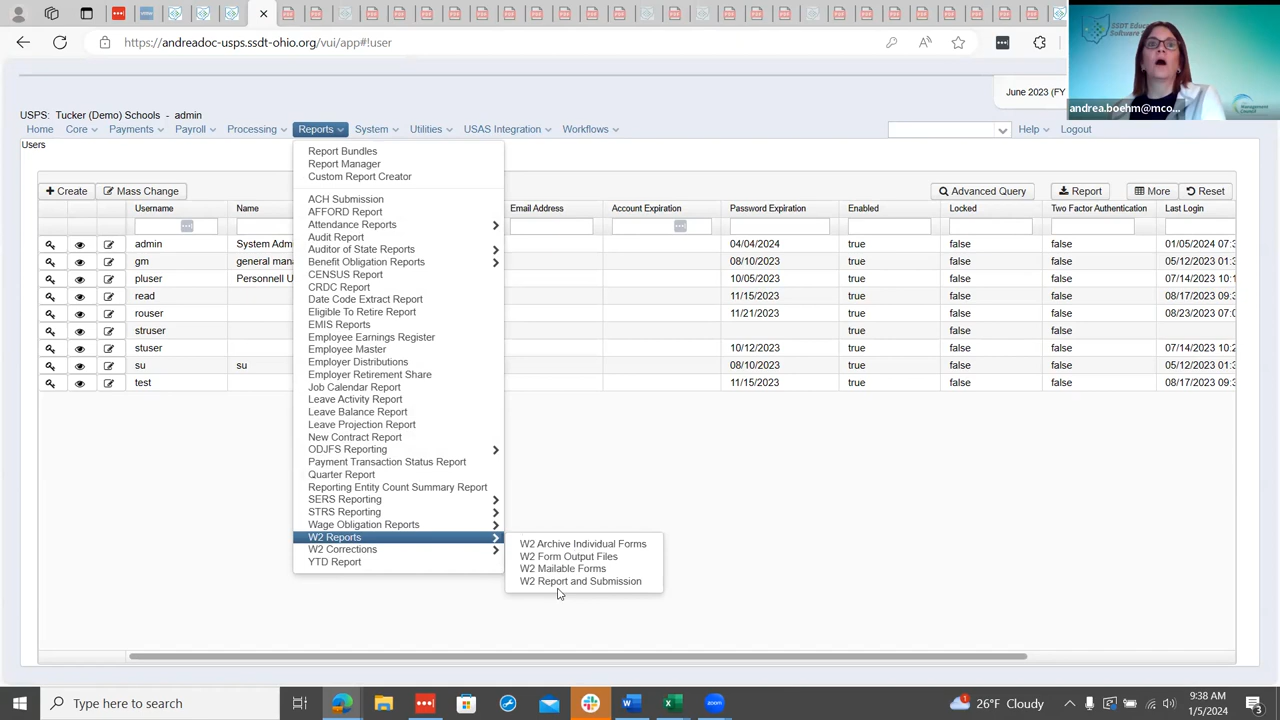 https://andreadoc-usps.ssdt-ohio.org/vui/app#!user
SSDT Educa
Software S
andrea.boehm@mco...
June 2023 (FY
USPS: Tucker (Demo) Schools - admin
Home Core Payments Payroll Processing Reports System Utilities USAS Integration Workflows Help Logout
Users
Report Bundles
Report Manager
Custom Report Creator
ACH Submission
AFFORD Report
Attendance Reports
Audit Report
Auditor of State Reports
Benefit Obligation Reports
CENSUS Report
CRDC Report
Date Code Extract Report
Eligible To Retire Report
EMIS Reports
Employee Earnings Register
Employee Master
Employer Distributions
Employer Retirement Share
Job Calendar Report
Leave Activity Report
Leave Balance Report
Leave Projection Report
New Contract Report
ODJFS Reporting
Payment Transaction Status Report
Quarter Report
Reporting Entity Count Summary Report
SERS Reporting
STRS Reporting
Wage Obligation Reports
W2 Reports
W2 Corrections
YTD Report
W2 Archive Individual Forms
W2 Form Output Files
W2 Mailable Forms
W2 Report and Submission
Create Mass Change Advanced Query Report More Reset
Username Name Email Address Account Expiration Password Expiration Enabled Locked Two Factor Authentication Last Login
admin System Adm 04/04/2024 true false false 01/05/2024 07:3
gm general man 08/10/2023 true false false 05/12/2023 01:3
pluser Personnell U 10/05/2023 true false false 07/14/2023 10:1
read 11/15/2023 true false false 08/17/2023 09:3
rouser 11/21/2023 true false false 08/23/2023 07:0
struser true false false
stuser 10/12/2023 true false false 07/14/2023 10:2
su su 08/10/2023 true false false 05/12/2023 01:3
test 11/15/2023 true false false 08/17/2023 09:3
Type here to search
26°F Cloudy
9:38 AM
1/5/2024